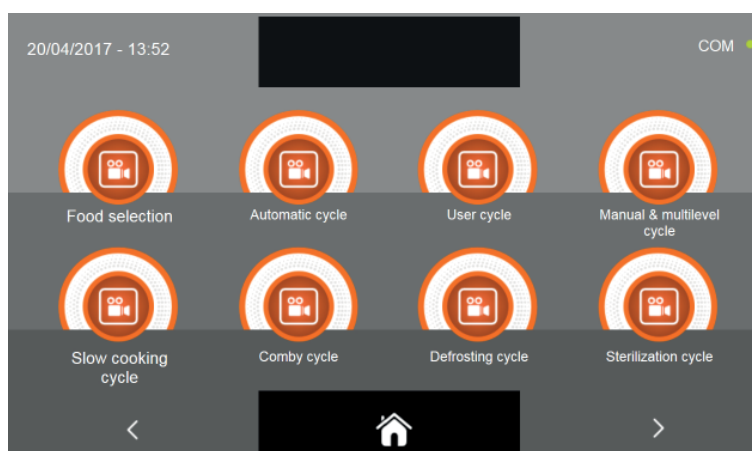 20/04/2017 - 13:52
COM
Food selection
Automatic cycle
User cycle
Manual & multilevel
cycle
Slow cooking
cycle
Comby cycle
Defrosting cycle
Sterilization cycle